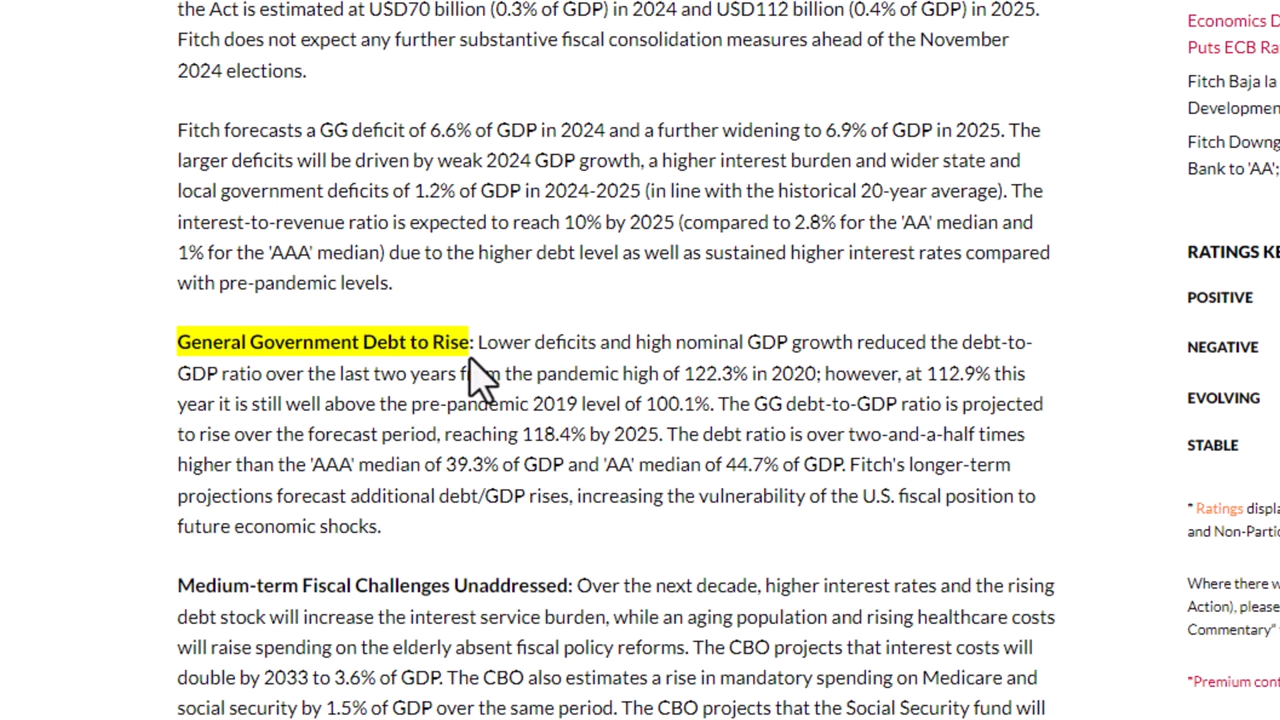 the Act is estimated at USD70 billion (0.3% of GDP) in 2024 and USD112 billion (0.4% of GDP) in 2025.
Fitch does not expect any further substantive fiscal consolidation measures ahead of the November
2024 elections.
Fitch forecasts a GG deficit of 6.6% of GDP in 2024 and a further widening to 6.9% of GDP in 2025. The
larger deficits will be driven by weak 2024 GDP growth, a higher interest burden and wider state and
local government deficits of 1.2% of GDP in 2024-2025 (in line with the historical 20-year average). The
interest-to-revenue ratio is expected to reach 10% by 2025 (compared to 2.8% for the 'AA' median and
1% for the 'AAA' median) due to the higher debt level as well as sustained higher interest rates compared
with pre-pandemic levels.
General Government Debt to Rise: Lower deficits and high nominal GDP growth reduced the debt-to-
GDP ratio over the last two years from the pandemic high of 122.3% in 2020; however, at 112.9% this
year it is still well above the pre-pandemic 2019 level of 100.1%. The GG debt-to-GDP ratio is projected
to rise over the forecast period, reaching 118.4% by 2025. The debt ratio is over two-and-a-half times
higher than the 'AAA' median of 39.3% of GDP and 'AA' median of 44.7% of GDP. Fitch's longer-term
projections forecast additional debt/GDP rises, increasing the vulnerability of the U.S. fiscal position to
future economic shocks.
Medium-term Fiscal Challenges Unaddressed: Over the next decade, higher interest rates and the rising
debt stock will increase the interest service burden, while an aging population and rising healthcare costs
will raise spending on the elderly absent fiscal policy reforms. The CBO projects that interest costs will
double by 2033 to 3.6% of GDP. The CBO also estimates a rise in mandatory spending on Medicare and
social security by 1.5% of GDP over the same period. The CBO projects that the Social Security fund will
Economics D
Puts ECB Ra
Fitch Baja la
Developmen
Fitch Downg
Bank to 'AA';
RATINGS KE
POSITIVE
NEGATIVE
EVOLVING
STABLE
* Ratings displa
and Non-Partic
Where there w
Action), please
Commentary"
*Premium cont